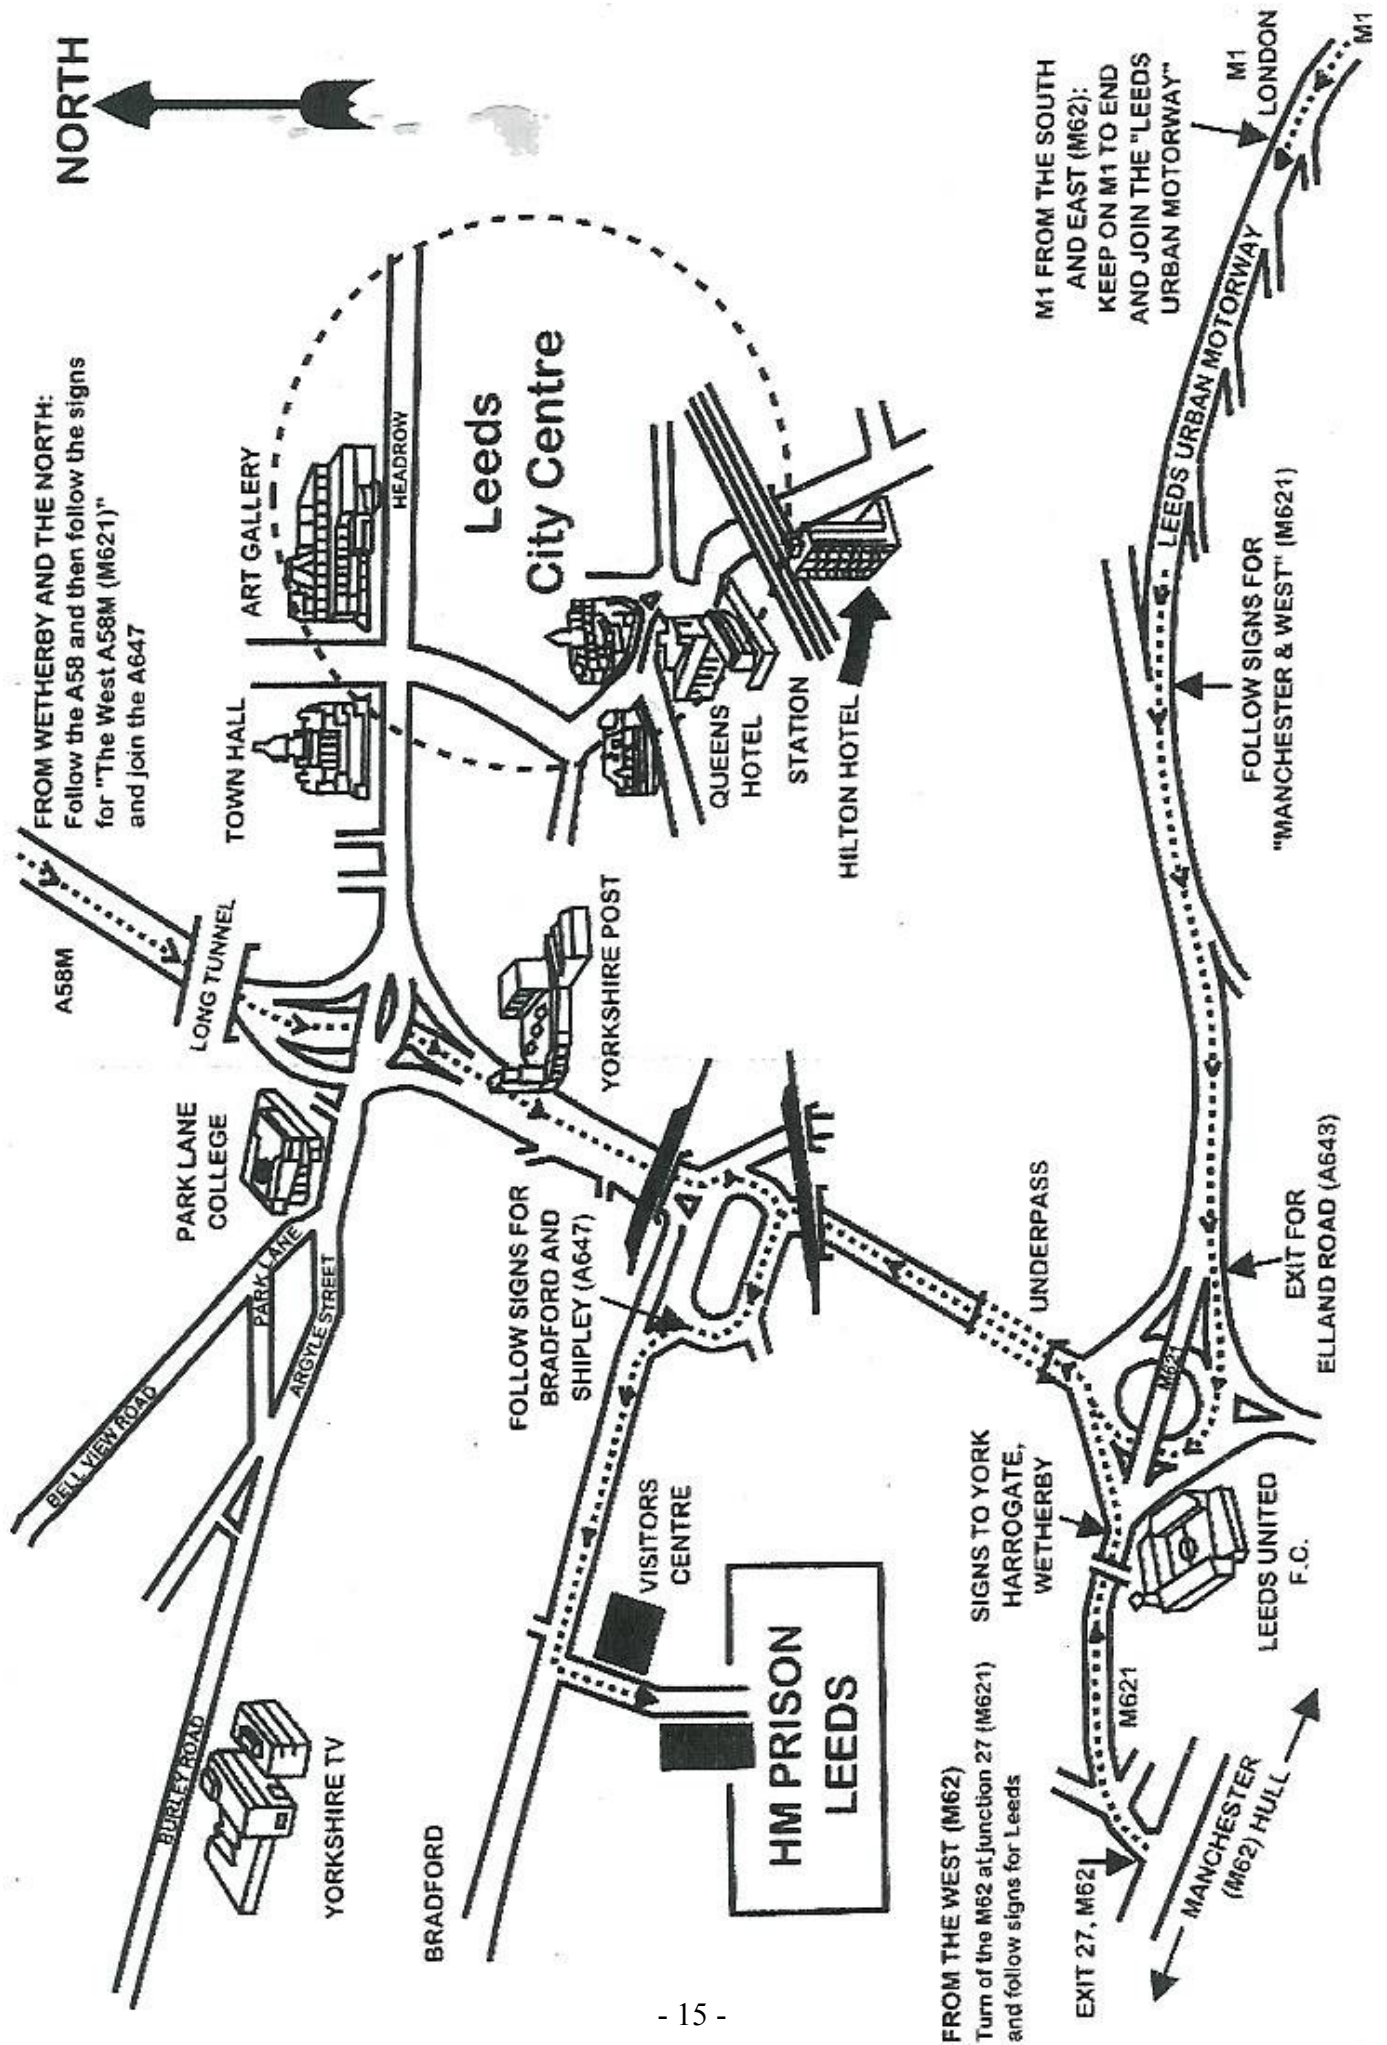 NORTH
FROM WETHERBY AND THE NORTH:
Follow the A58 and then follow the signs
for "The West A58M (M621)"
and join the A647
A58M
LONG TUNNEL
TOWN HALL
ART GALLERY
HEADROW
Leeds
City Centre
PARK LANE
COLLEGE
BELL VIEW ROAD
PARK LANE
ARGYLE STREET
BURLEY ROAD
YORKSHIRE TV
YORKSHIRE POST
QUEENS
HOTEL
STATION
HILTON HOTEL
FOLLOW SIGNS FOR
BRADFORD AND
SHIPLEY (A647)
BRADFORD
VISITORS
CENTRE
HM PRISON
LEEDS
UNDERPASS
M1 FROM THE SOUTH
AND EAST (M62):
KEEP ON M1 TO END
AND JOIN THE "LEEDS
URBAN MOTORWAY"
M1
LONDON
M1
LEEDS URBAN MOTORWAY
FOLLOW SIGNS FOR
"MANCHESTER & WEST" (M621)
EXIT FOR
ELLAND ROAD (A643)
M621
SIGNS TO YORK
HARROGATE,
WETHERBY
LEEDS UNITED
F.C.
M621
FROM THE WEST (M62)
Turn of the M62 at junction 27 (M621)
and follow signs for Leeds
EXIT 27, M62
MANCHESTER
(M62) HULL
- 15 -